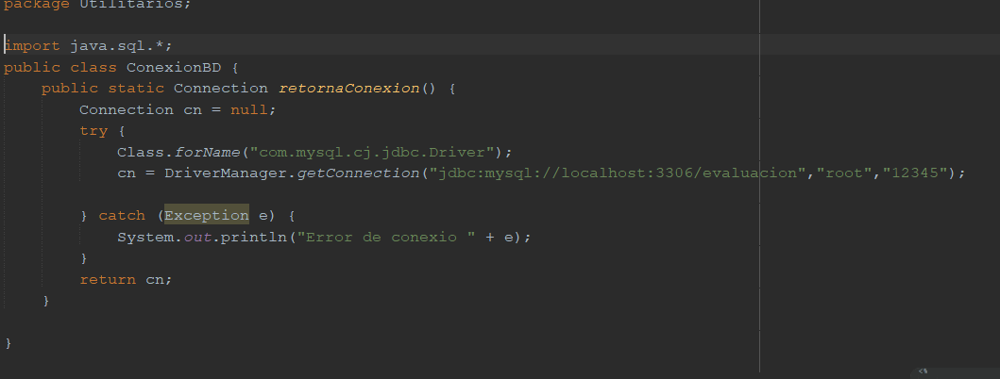 package Utilitarios;
import java.sql.*;
public class ConexionBD {
public static Connection retornaConexion() {
Connection cn = null;
try {
Class.forName("com.mysql.cj.jdbc.Driver");
cn = DriverManager.getConnection("jdbc:mysql://localhost:3306/evaluacion","root","12345");
} catch (Exception e) {
System.out.println("Error de conexio " + e);
}
return cn;
}
}
<%